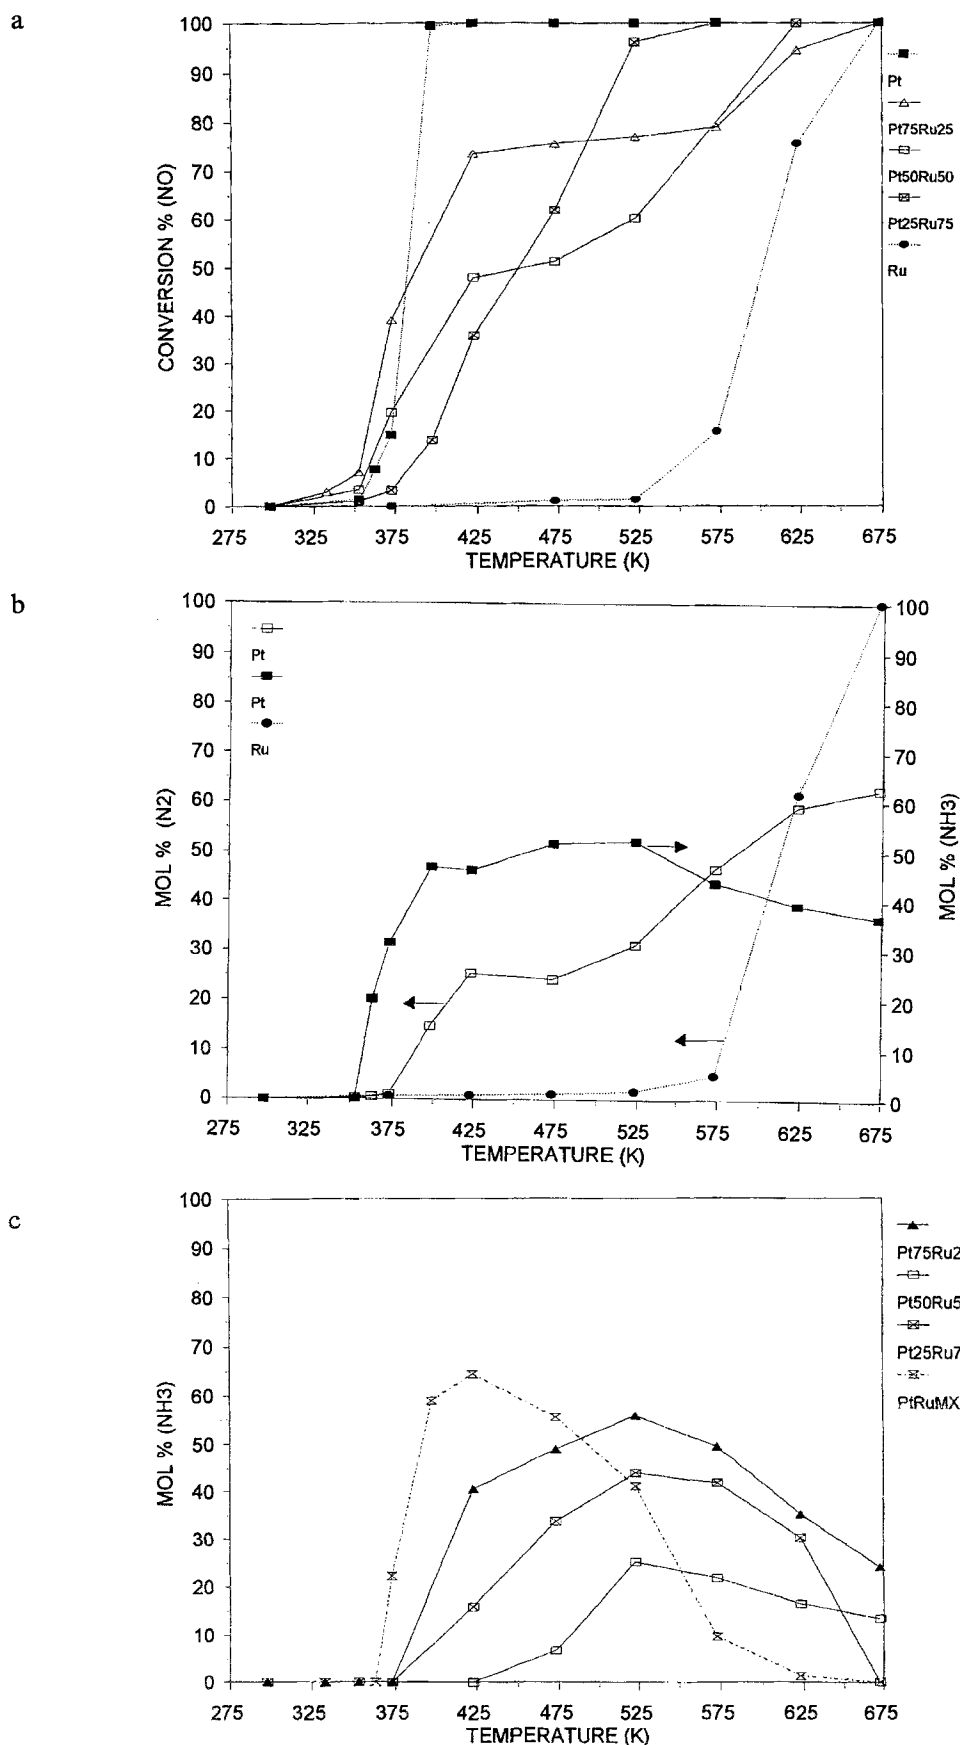 a
100
90
80
70
60
50
40
30
20
10
0
CONVERSION % (NO)
275 325 375 425 475 525 575 625 675
TEMPERATURE (K)
Pt
Pt75Ru25
Pt50Ru50
Pt25Ru75
Ru
b
100
90
80
70
60
50
40
30
20
10
0
MOL % (N2)
Pt
Pt
Ru
100
90
80
70
60
50
40
30
20
10
0
MOL % (NH3)
275 325 375 425 475 525 575 625 675
TEMPERATURE (K)
c
100
90
80
70
60
50
40
30
20
10
0
MOL % (NH3)
275 325 375 425 475 525 575 625 675
TEMPERATURE (K)
Pt75Ru2
Pt50Ru5
Pt25Ru7
PtRuMX